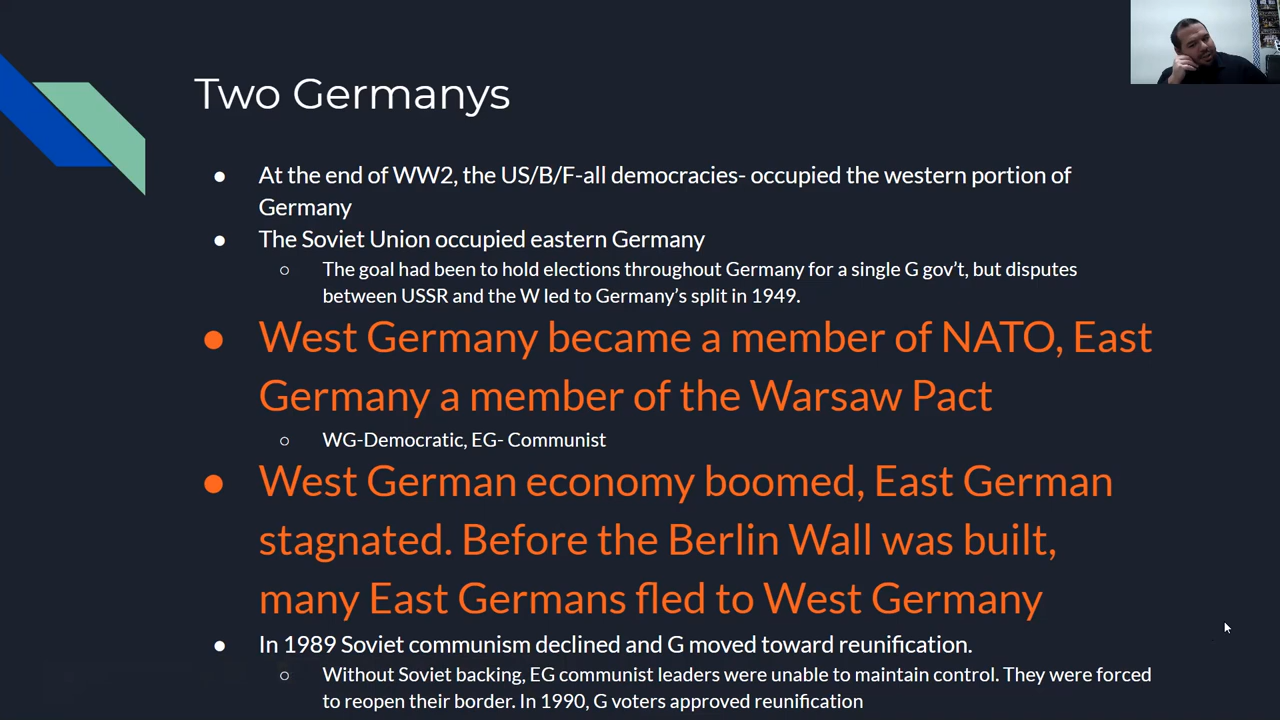 Two Germanys
● At the end of WW2, the US/B/F-all democracies- occupied the western portion of
Germany
● The Soviet Union occupied eastern Germany
○ The goal had been to hold elections throughout Germany for a single G gov't, but disputes
between USSR and the W led to Germany's split in 1949.
● West Germany became a member of NATO, East
Germany a member of the Warsaw Pact
○ WG-Democratic, EG- Communist
● West German economy boomed, East German
stagnated. Before the Berlin Wall was built,
many East Germans fled to West Germany
● In 1989 Soviet communism declined and G moved toward reunification.
○ Without Soviet backing, EG communist leaders were unable to maintain control. They were forced
to reopen their border. In 1990, G voters approved reunification